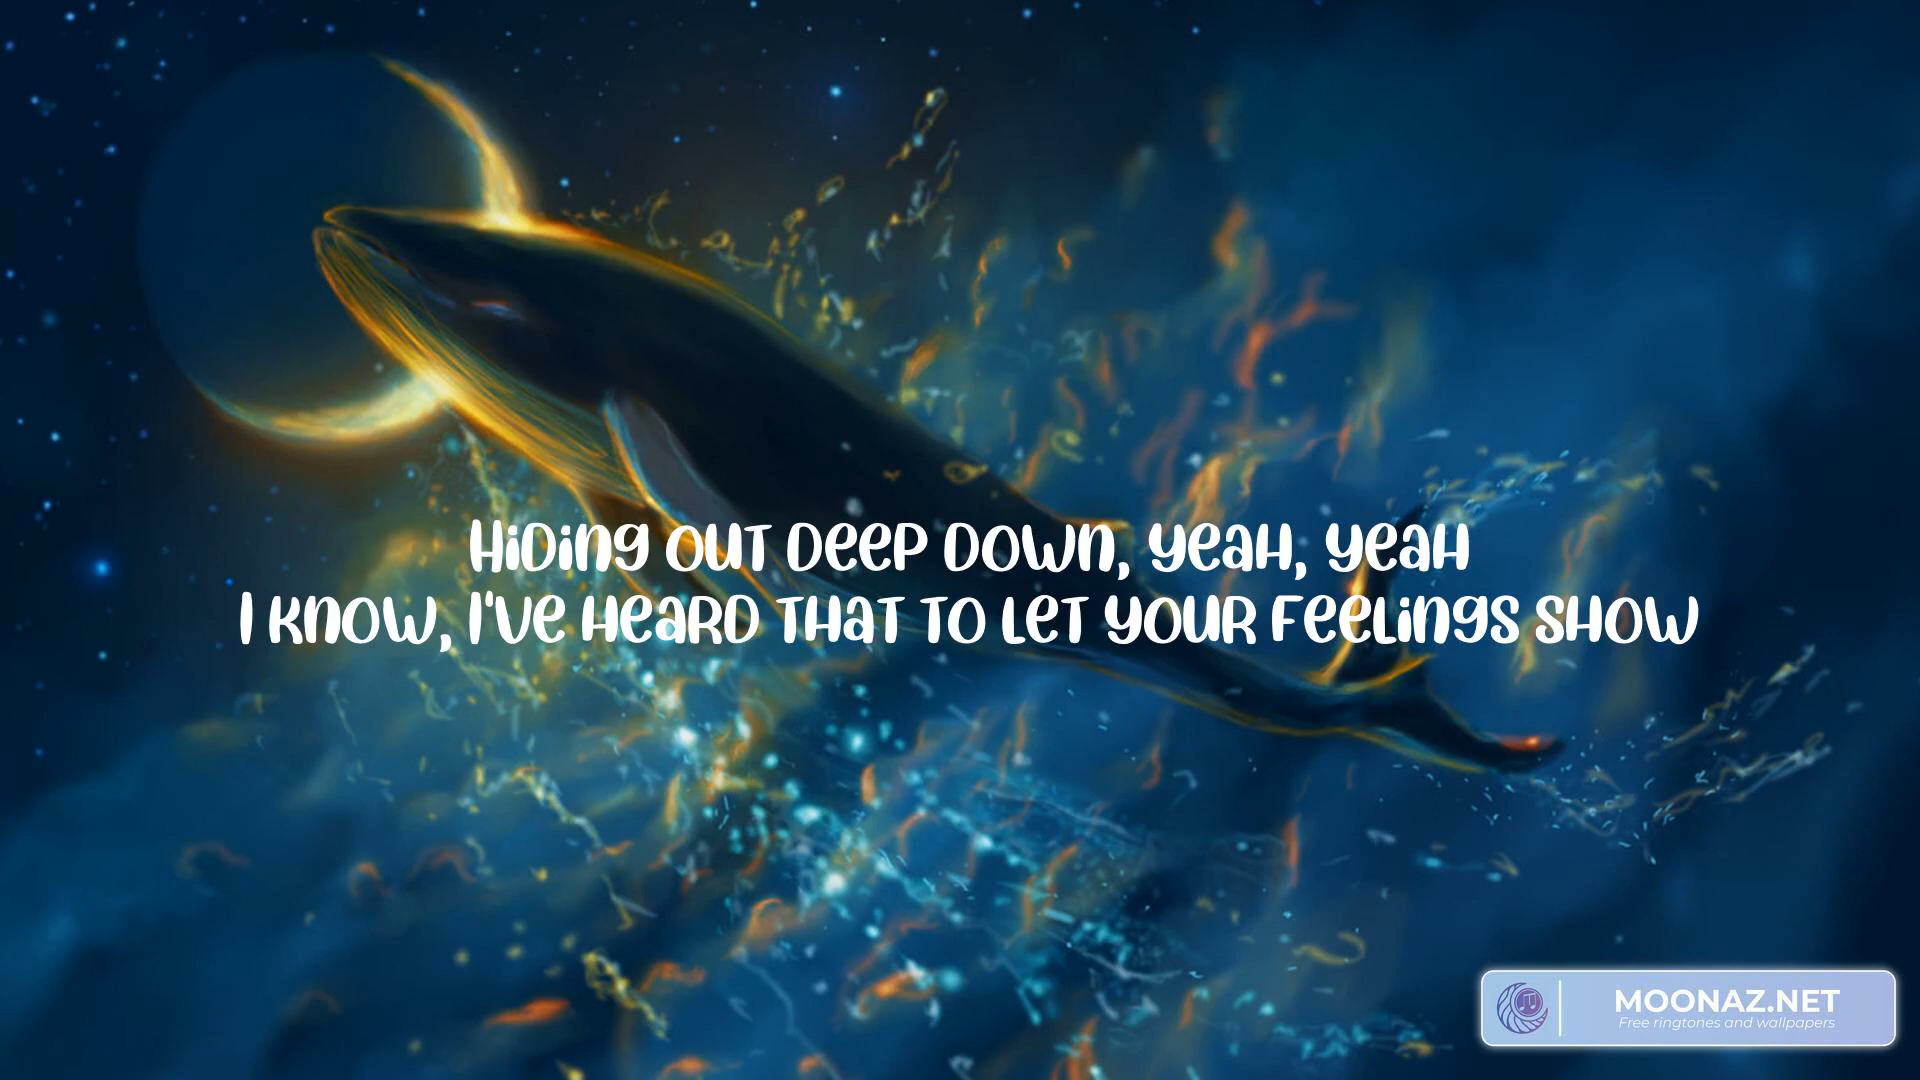 Hiding out deep down, yeah, yeah
I know, I've heard that to let your feelings show
MOONAZ.NET
Free ringtones and wallpapers